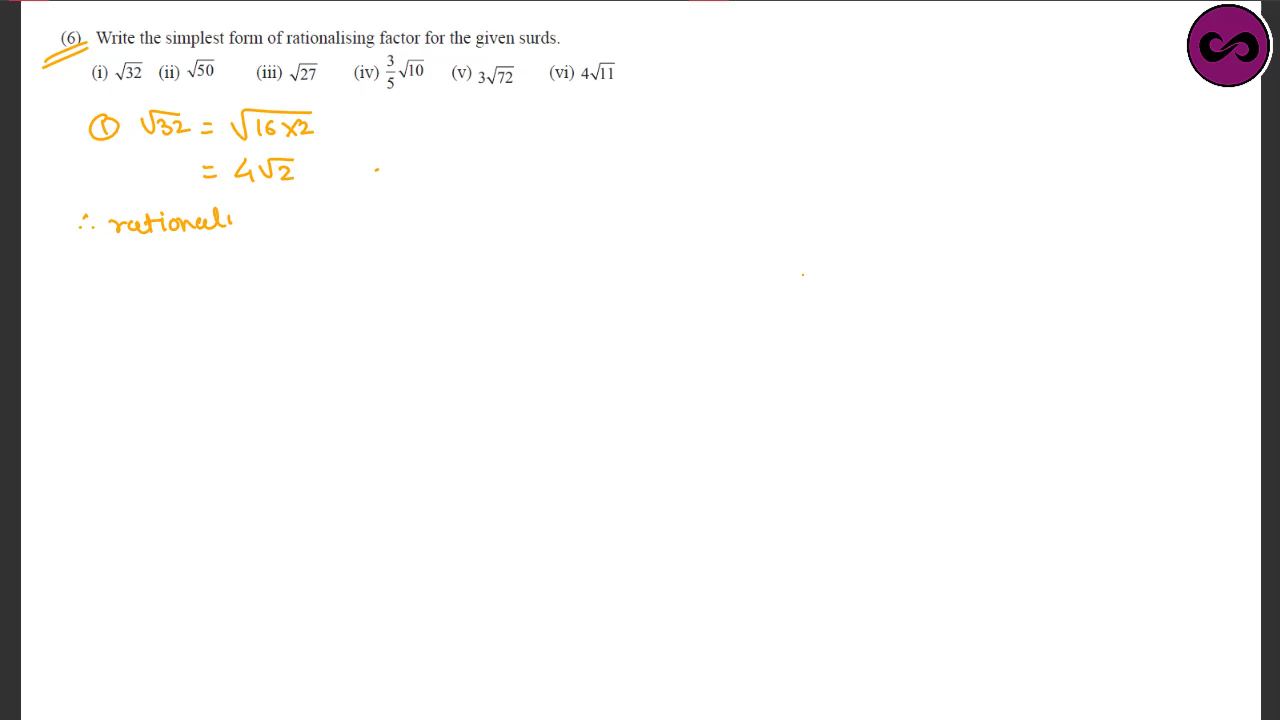 (6) Write the simplest form of rationalising factor for the given surds.
(i) √32 (ii) √50 (iii) √27 (iv) 3/5 √10 (v) 3√72 (vi) 4√11
① √32 = √16×2
= 4√2
∴ rationali